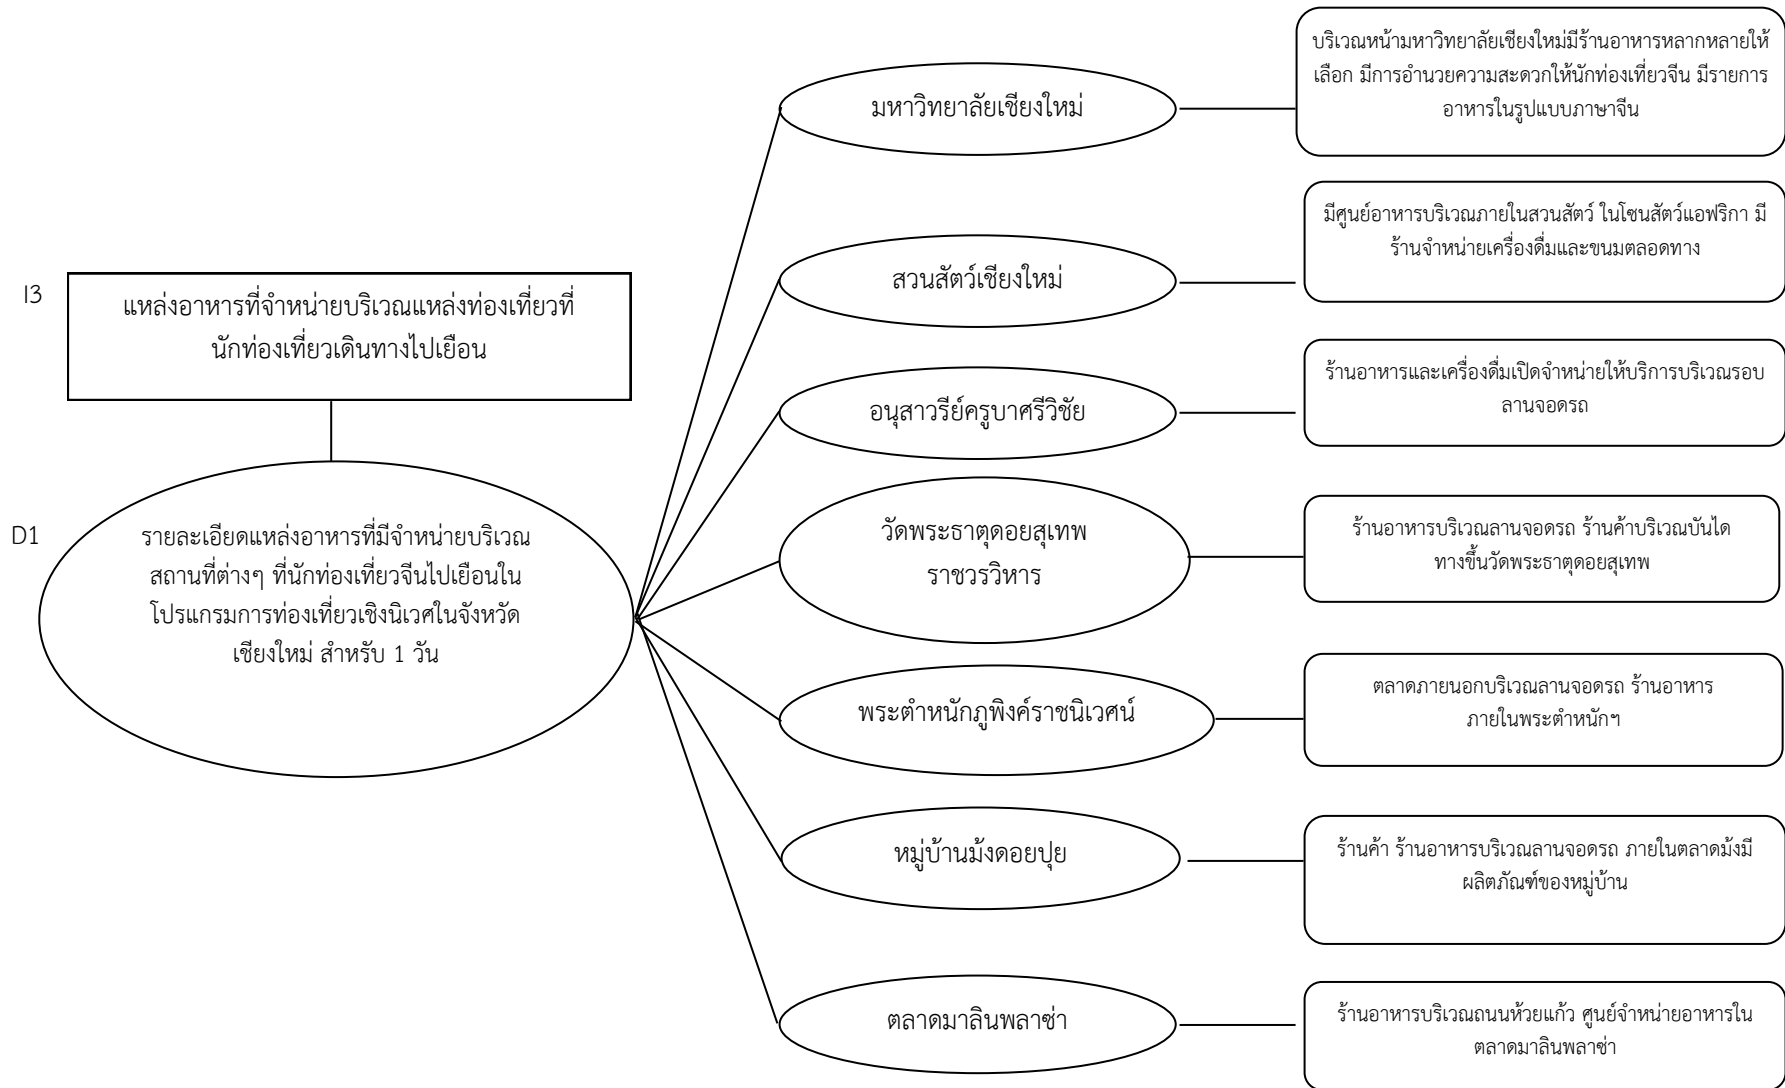 I3
แหล่งอาหารที่จำหน่ายบริเวณแหล่งท่องเที่ยวที่
นักท่องเที่ยวเดินทางไปเยือน
D1
รายละเอียดแหล่งอาหารที่มีจำหน่ายบริเวณ
สถานที่ต่างๆ ที่นักท่องเที่ยวจีนไปเยือนใน
โปรแกรมการท่องเที่ยวเชิงนิเวศในจังหวัด
เชียงใหม่ สำหรับ 1 วัน
มหาวิทยาลัยเชียงใหม่
บริเวณหน้ามหาวิทยาลัยเชียงใหม่มีร้านอาหารหลากหลายให้
เลือก มีการอำนวยความสะดวกให้นักท่องเที่ยวจีน มีรายการ
อาหารในรูปแบบภาษาจีน
สวนสัตว์เชียงใหม่
มีศูนย์อาหารบริเวณภายในสวนสัตว์ ในโซนสัตว์แอฟริกา มี
ร้านจำหน่ายเครื่องดื่มและขนมตลอดทาง
อนุสาวรีย์ครูบาศรีวิชัย
ร้านอาหารและเครื่องดื่มเปิดจำหน่ายให้บริการบริเวณรอบ
ลานจอดรถ
วัดพระธาตุดอยสุเทพ
ราชวรวิหาร
ร้านอาหารบริเวณลานจอดรถ ร้านค้าบริเวณบันได
ทางขึ้นวัดพระธาตุดอยสุเทพ
พระตำหนักภูพิงค์ราชนิเวศน์
ตลาดภายนอกบริเวณลานจอดรถ ร้านอาหาร
ภายในพระตำหนักฯ
หมู่บ้านม้งดอยปุย
ร้านค้า ร้านอาหารบริเวณลานจอดรถ ภายในตลาดม้งมี
ผลิตภัณฑ์ของหมู่บ้าน
ตลาดมาลินพลาซ่า
ร้านอาหารบริเวณถนนห้วยแก้ว ศูนย์จำหน่ายอาหารใน
ตลาดมาลินพลาซ่า